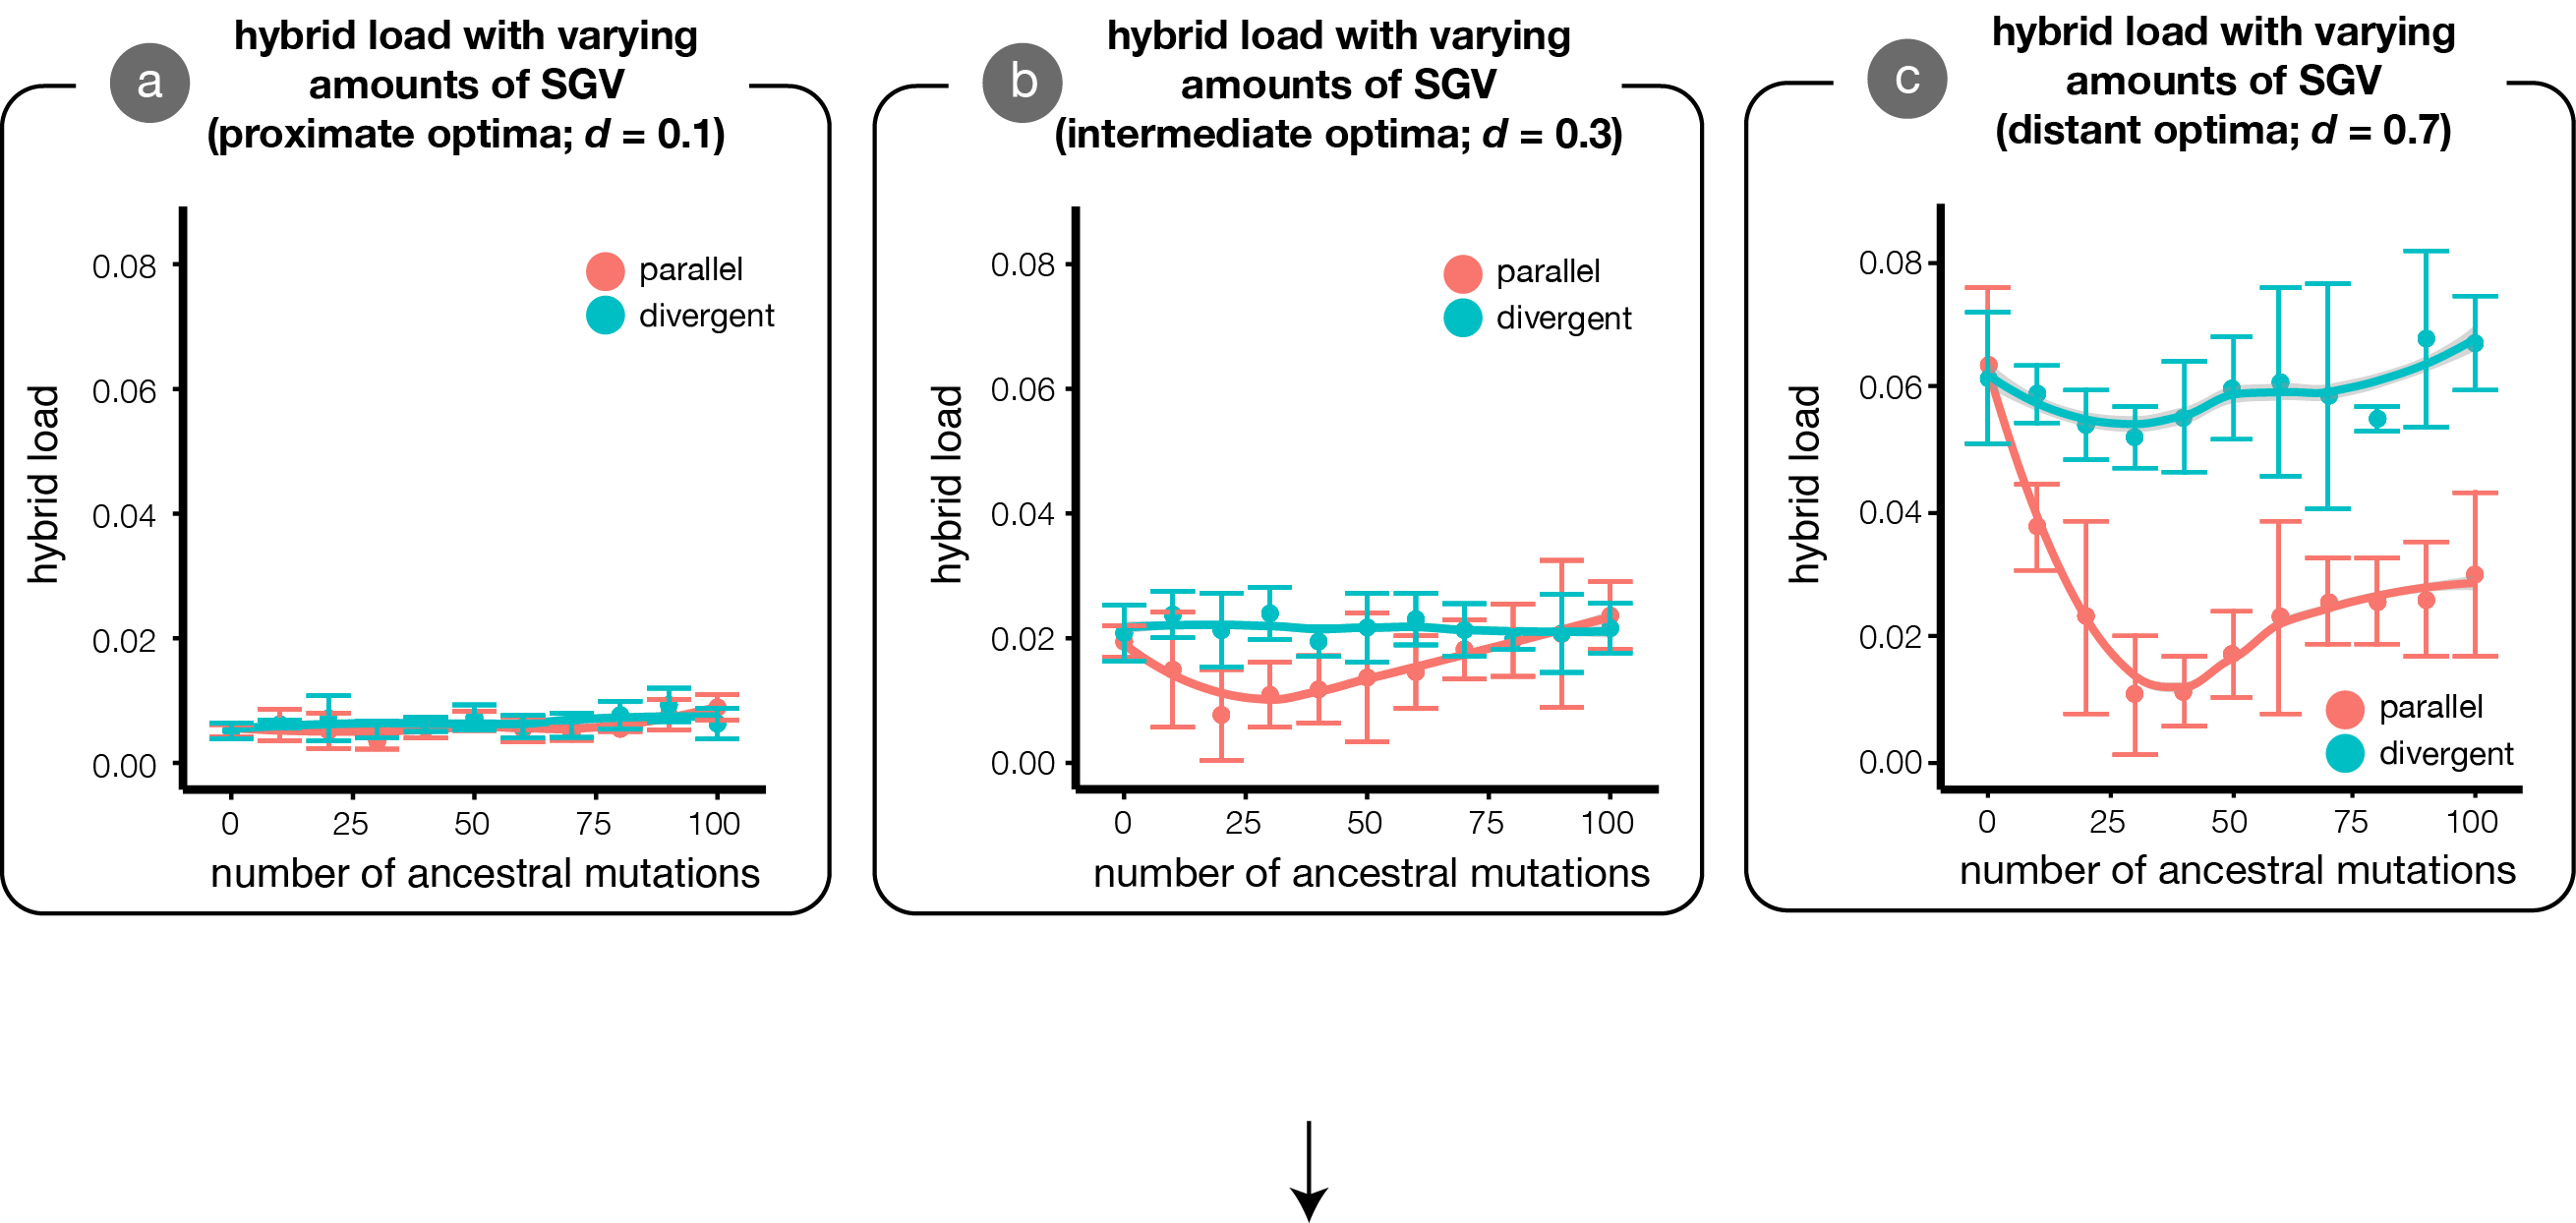 a
hybrid load with varying
amounts of SGV
(proximate optima; d = 0.1)
hybrid load
0.08
0.06
0.04
0.02
0.00
parallel
divergent
0 25 50 75 100
number of ancestral mutations
b
hybrid load with varying
amounts of SGV
(intermediate optima; d = 0.3)
hybrid load
0.08
0.06
0.04
0.02
0.00
parallel
divergent
0 25 50 75 100
number of ancestral mutations
c
hybrid load with varying
amounts of SGV
(distant optima; d = 0.7)
hybrid load
0.08
0.06
0.04
0.02
0.00
parallel
divergent
0 25 50 75 100
number of ancestral mutations